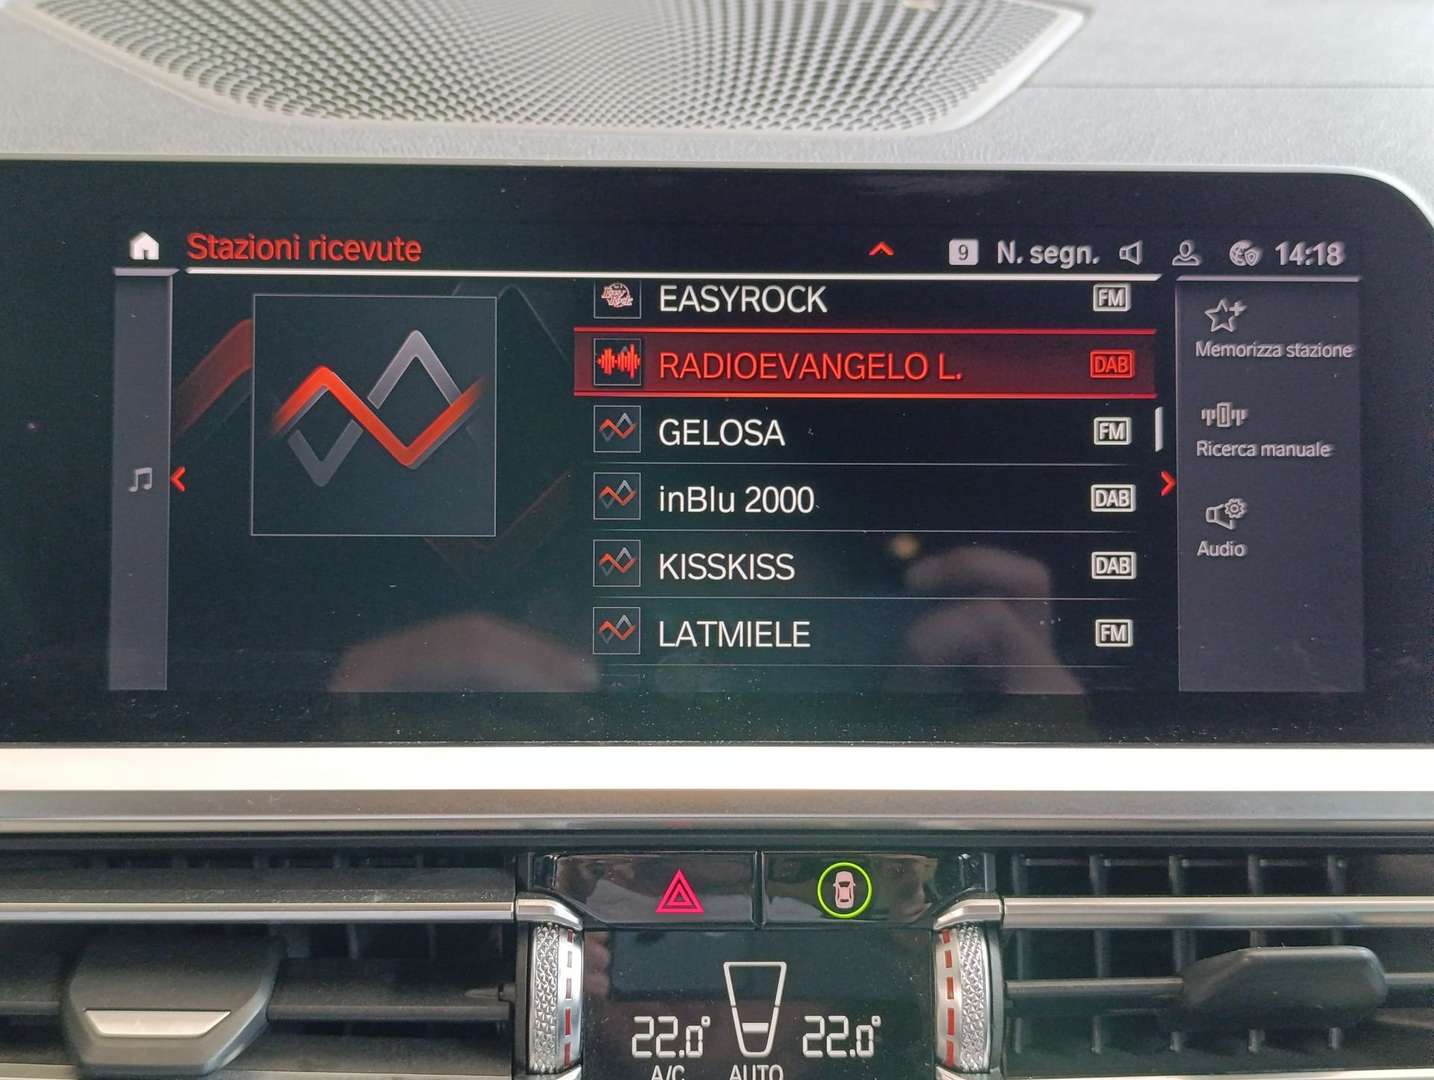 Stazioni ricevute
9 N. segn. 14:18
EASYROCK FM
RADIOEVANGELO L. DAB
GELOSA FM
inBlu 2000 DAB
KISSKISS DAB
LATMIELE FM
Memorizza stazione
Ricerca manuale
Audio
22.0° 22.0°
A/C AUTO